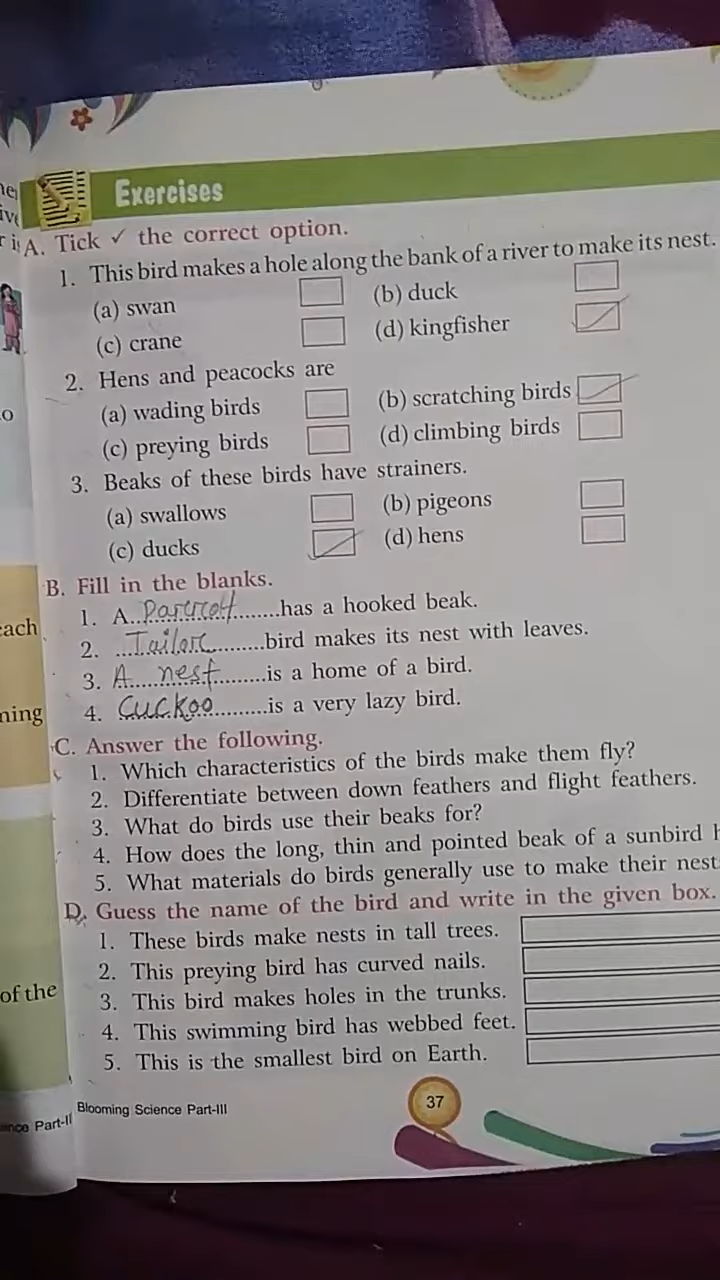 Exercises
A. Tick ✓ the correct option.
1. This bird makes a hole along the bank of a river to make its nest.
(a) swan (b) duck
(c) crane (d) kingfisher
2. Hens and peacocks are
(a) wading birds (b) scratching birds
(c) preying birds (d) climbing birds
3. Beaks of these birds have strainers.
(a) swallows (b) pigeons
(c) ducks (d) hens
B. Fill in the blanks.
1. A.................has a hooked beak.
2. ...Tailor..........bird makes its nest with leaves.
3. A nest..........is a home of a bird.
4. Cuckoo..........is a very lazy bird.
C. Answer the following.
1. Which characteristics of the birds make them fly?
2. Differentiate between down feathers and flight feathers.
3. What do birds use their beaks for?
4. How does the long, thin and pointed beak of a sunbird
5. What materials do birds generally use to make their nest
D. Guess the name of the bird and write in the given box.
1. These birds make nests in tall trees.
2. This preying bird has curved nails.
3. This bird makes holes in the trunks.
4. This swimming bird has webbed feet.
5. This is the smallest bird on Earth.
of the
Part-II
Blooming Science Part-III 37